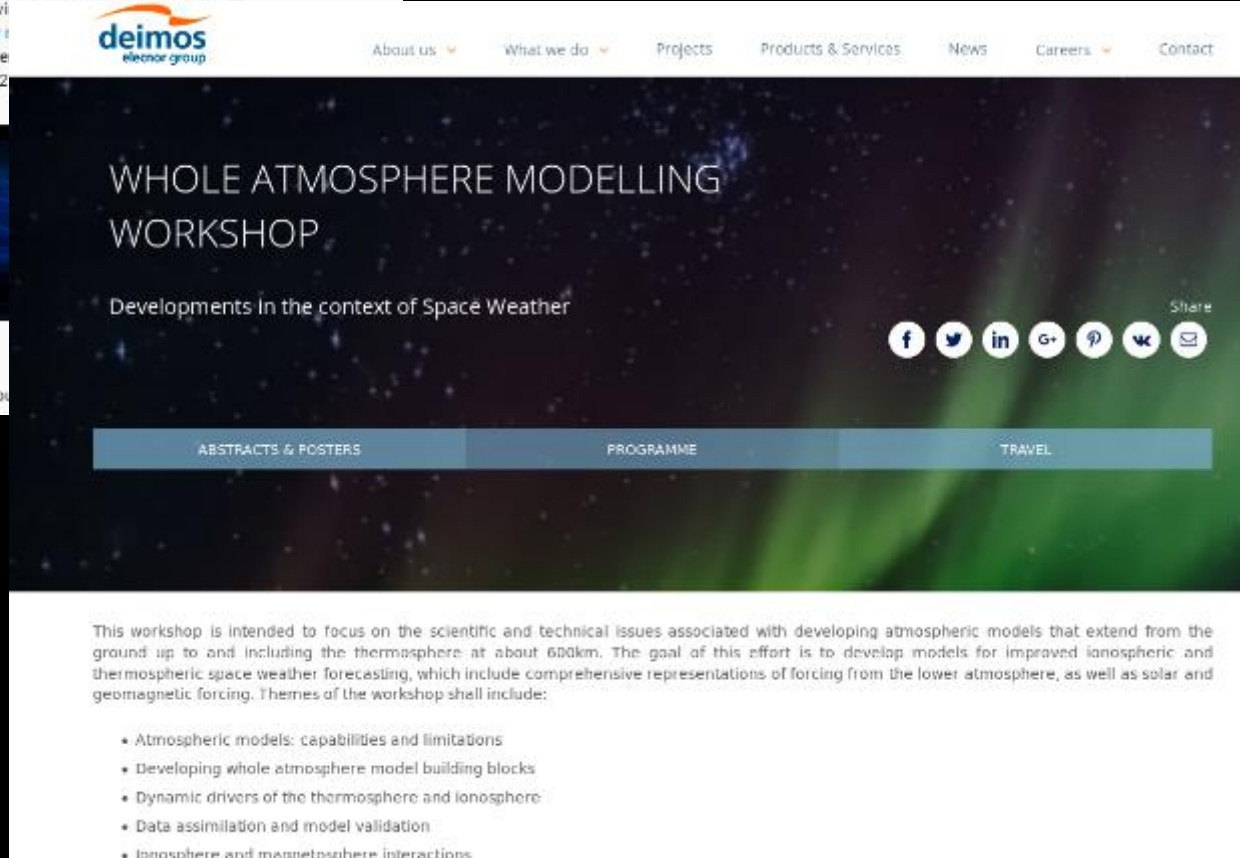 deimos
elecnor group
About us
What we do
Projects
Products & Services
News
Careers
Contact
WHOLE ATMOSPHERE MODELLING
WORKSHOP
Developments in the context of Space Weather
Share
ABSTRACTS & POSTERS
PROGRAMME
TRAVEL
This workshop is intended to focus on the scientific and technical issues associated with developing atmospheric models that extend from the
ground up to and including the thermosphere at about 600km. The goal of this effort is to develop models for improved ionospheric and
thermospheric space weather forecasting, which include comprehensive representations of forcing from the lower atmosphere, as well as solar and
geomagnetic forcing. Themes of the workshop shall include:
• Atmospheric models: capabilities and limitations
• Developing whole atmosphere model building blocks
• Dynamic drivers of the thermosphere and ionosphere
• Data assimilation and model validation
• Ionosphere and magnetosphere interactions